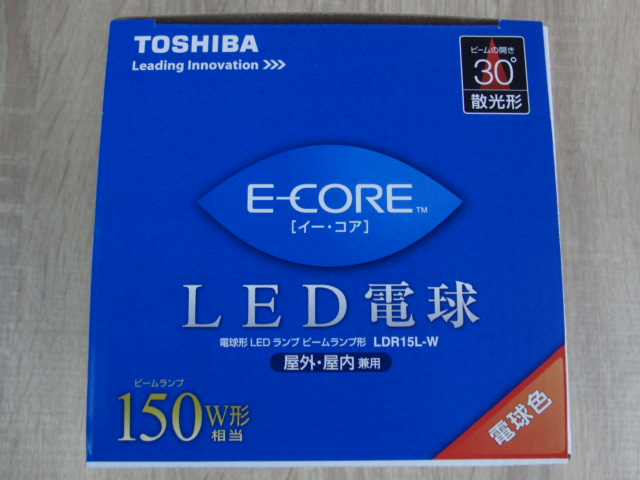 TOSHIBA
Leading Innovation >>>
ビームの開き
30°
散光形
E-CORE™
[イー・コア]
LED電球
電球形LEDランプ ビームランプ形 LDR15L-W
屋外・屋内兼用
ビームランプ
150W形
相当
電球色